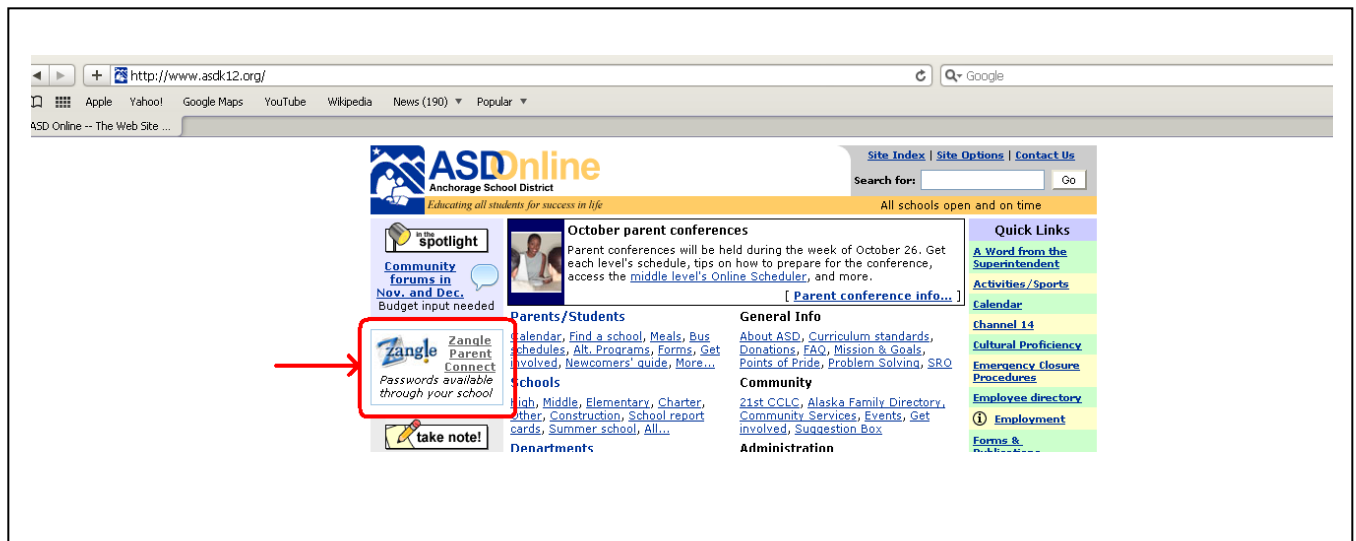 http://www.asdk12.org/
Google
Apple Yahoo! Google Maps YouTube Wikipedia News (190) ▼ Popular ▼
ASD Online -- The Web Site ...
ASDOnline
Anchorage School District
Educating all students for success in life
Site Index | Site Options | Contact Us
Search for: Go
All schools open and on time
in the spotlight
Community
forums in
Nov. and Dec.
Budget input needed
Zangle
Zangle
Parent
Connect
Passwords available
through your school
take note!
October parent conferences
Parent conferences will be held during the week of October 26. Get
each level's schedule, tips on how to prepare for the conference,
access the middle level's Online Scheduler, and more.
[ Parent conference info... ]
Parents/Students
Calendar, Find a school, Meals, Bus
schedules, Alt. Programs, Forms, Get
involved, Newcomers' guide, More...
Schools
High, Middle, Elementary, Charter,
Other, Construction, School report
cards, Summer school, All...
Departments
General Info
About ASD, Curriculum standards,
Donations, FAQ, Mission & Goals,
Points of Pride, Problem Solving, SRO
Community
21st CCLC, Alaska Family Directory,
Community Services, Events, Get
involved, Suggestion Box
Administration
Quick Links
A Word from the
Superintendent
Activities/Sports
Calendar
Channel 14
Cultural Proficiency
Emergency Closure
Procedures
Employee directory
Employment
Forms &
Publications